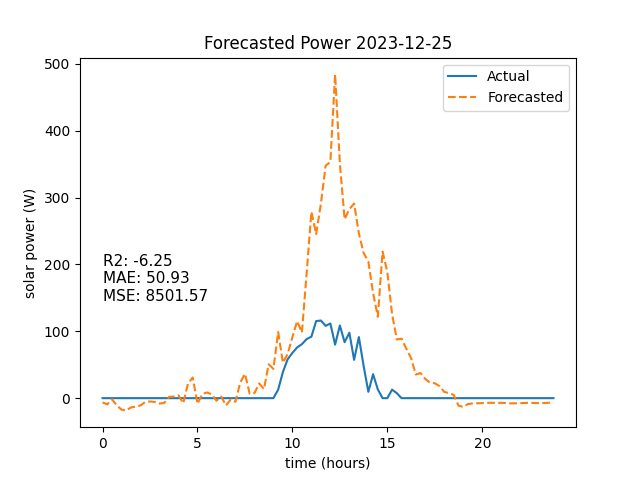 Forecasted Power 2023-12-25
500
400
300
200
100
0
solar power (W)
Actual
Forecasted
R2: -6.25
MAE: 50.93
MSE: 8501.57
0 5 10 15 20
time (hours)